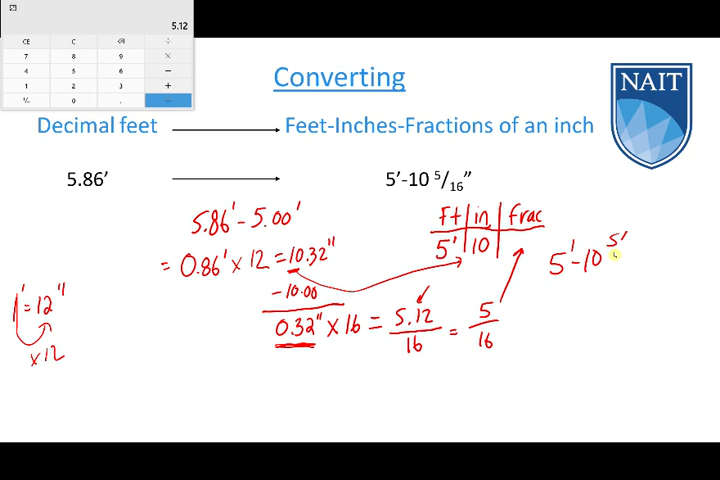 5.12
CE C ⌫ ÷
7 8 9 ×
4 5 6 −
1 2 3 +
0 . =
Converting
NAIT
Decimal feet Feet-Inches-Fractions of an inch
5.86' 5'-10 5/16"
5.86' - 5.00'
Ft in frac
5' 10
= 0.86' x 12 = 10.32"
5'-10 5/
-10.00
1' = 12"
x12
0.32" x 16 = 5.12/16 = 5/16